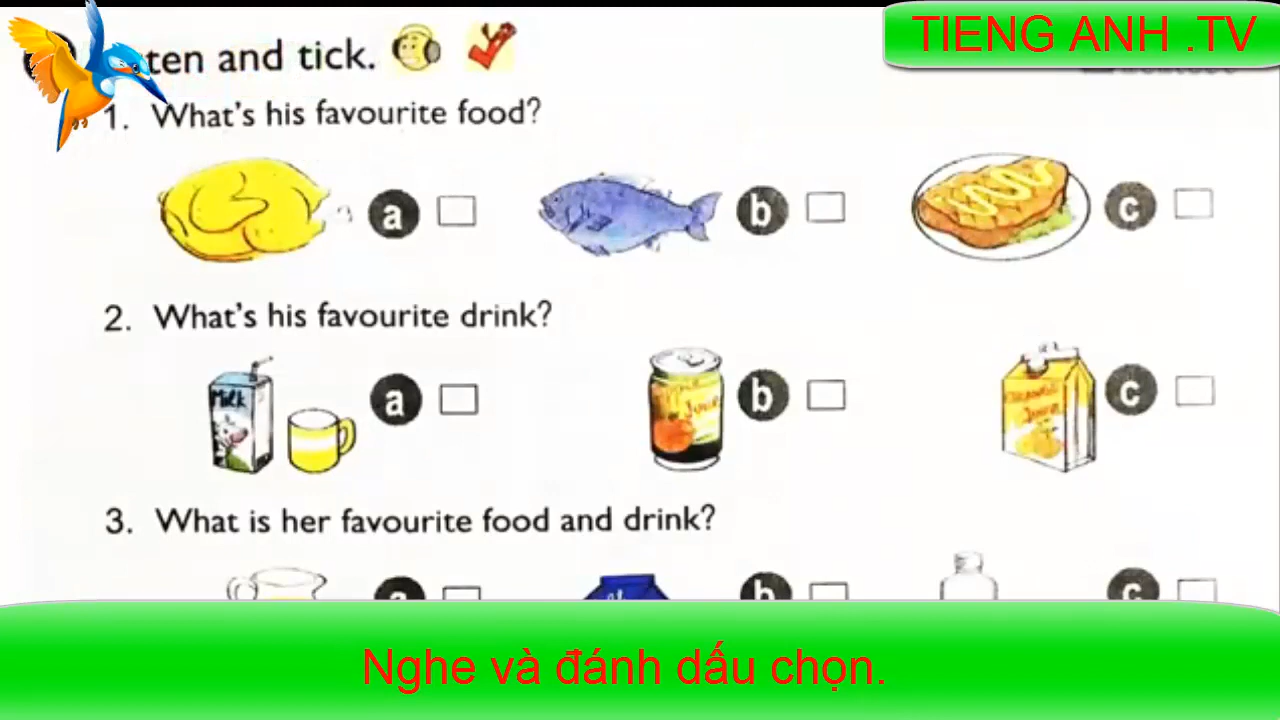 TIENG ANH .TV
ten and tick.
1. What's his favourite food?
a
b
c
2. What's his favourite drink?
Milk
a
Juice
b
c
3. What is her favourite food and drink?
a
b
c
Nghe và đánh dấu chọn.